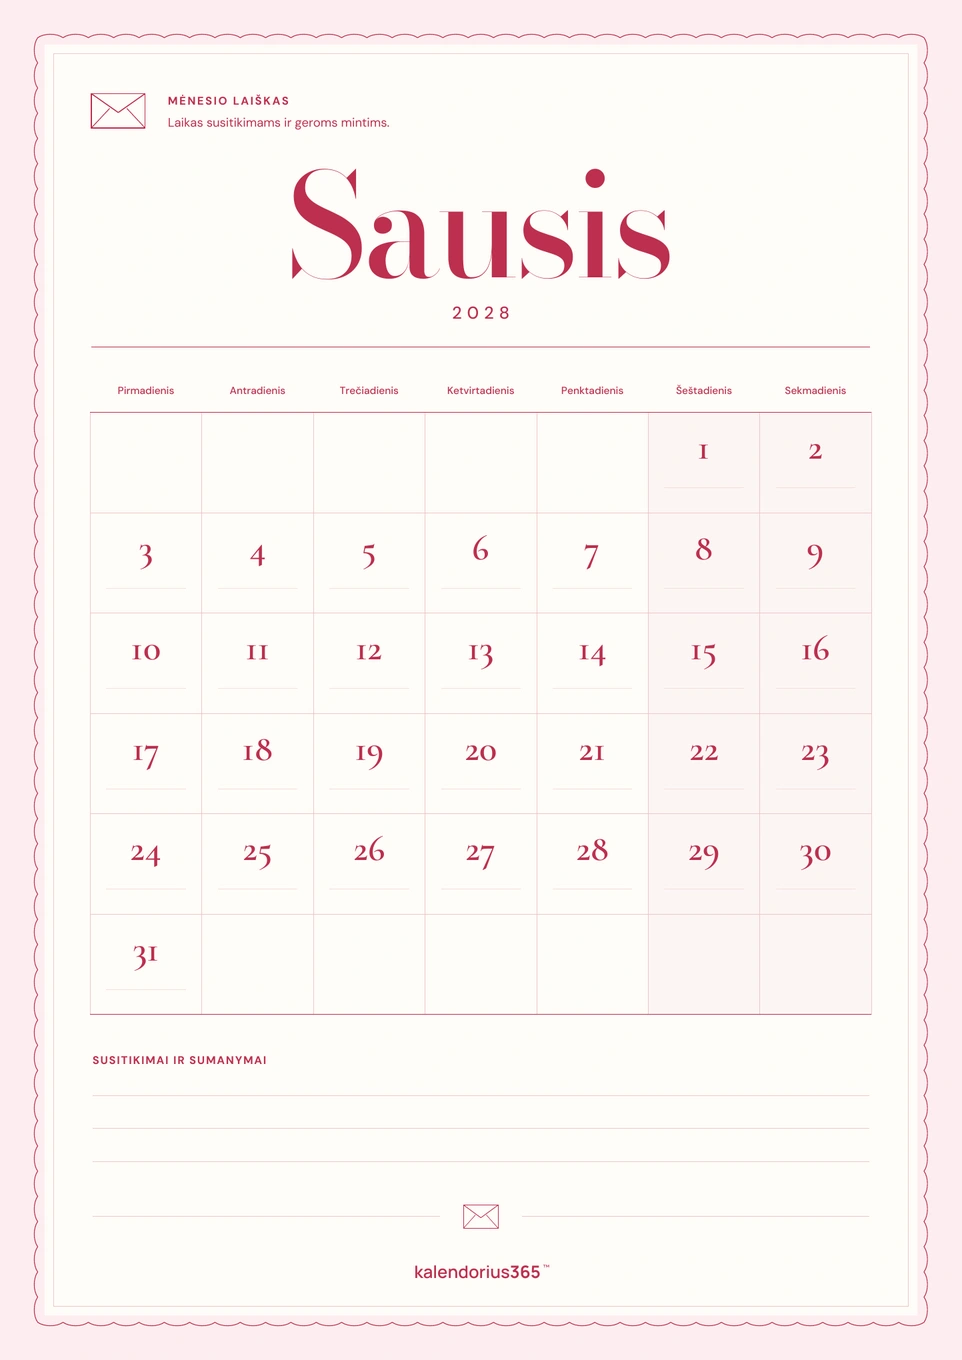 MĖNESIO LAIŠKAS
Laikas susitikimams ir geroms mintims.
Sausis
2028
Pirmadienis Antradienis Trečiadienis Ketvirtadienis Penktadienis Šeštadienis Sekmadienis
1 2
3 4 5 6 7 8 9
10 11 12 13 14 15 16
17 18 19 20 21 22 23
24 25 26 27 28 29 30
31
SUSITIKIMAI IR SUMANYMAI
kalendorius365™